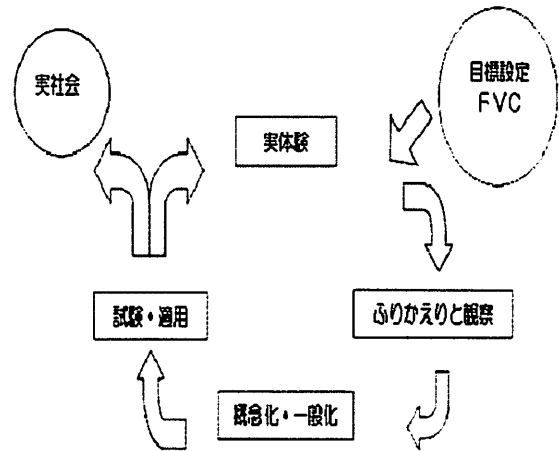 実社会
目標設定
FVC
実体験
試験・適用
ふりかえりと観察
概念化・一般化